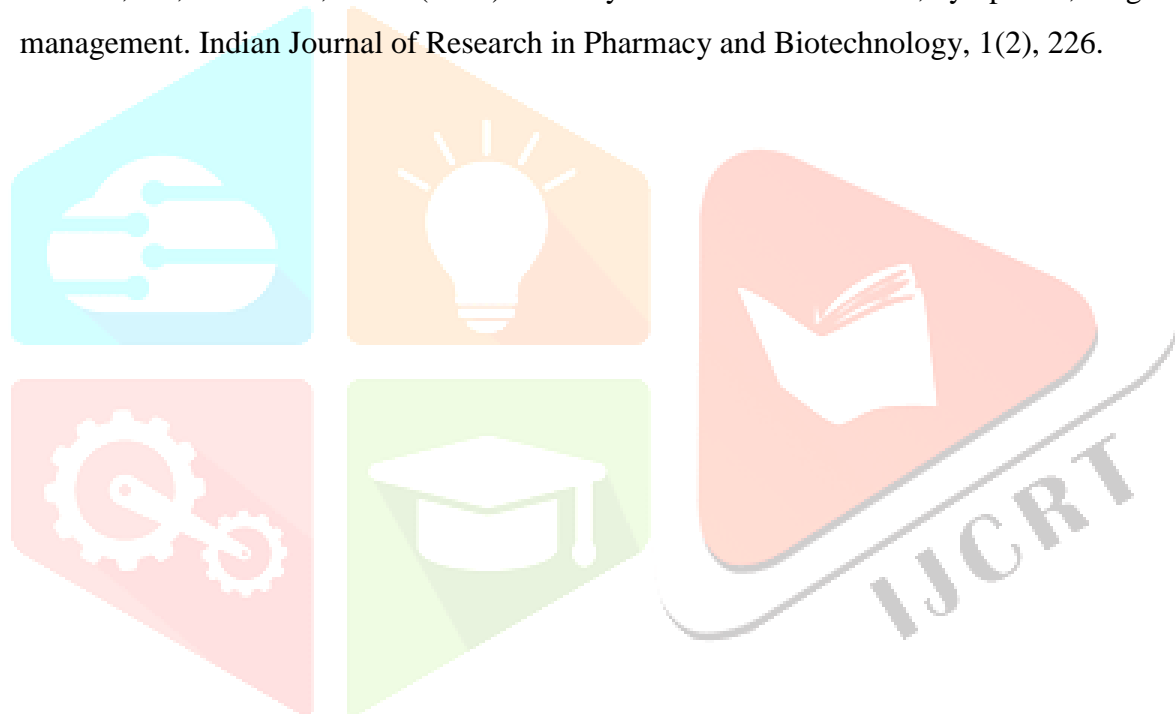 management. Indian Journal of Research in Pharmacy and Biotechnology, 1(2), 226.
IJCRT